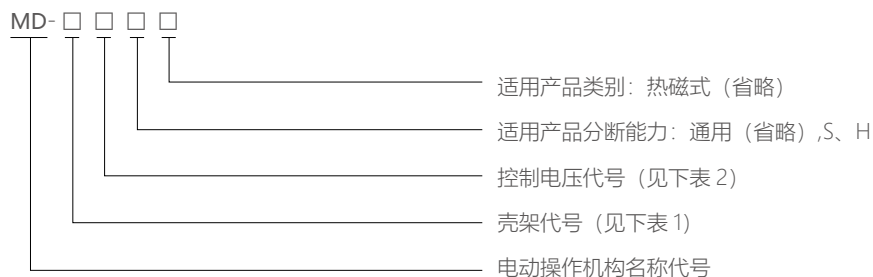 MD-□ □ □ □
适用产品类别：热磁式（省略）
适用产品分断能力：通用（省略）,S、H
控制电压代号（见下表 2）
壳架代号（见下表 1）
电动操作机构名称代号